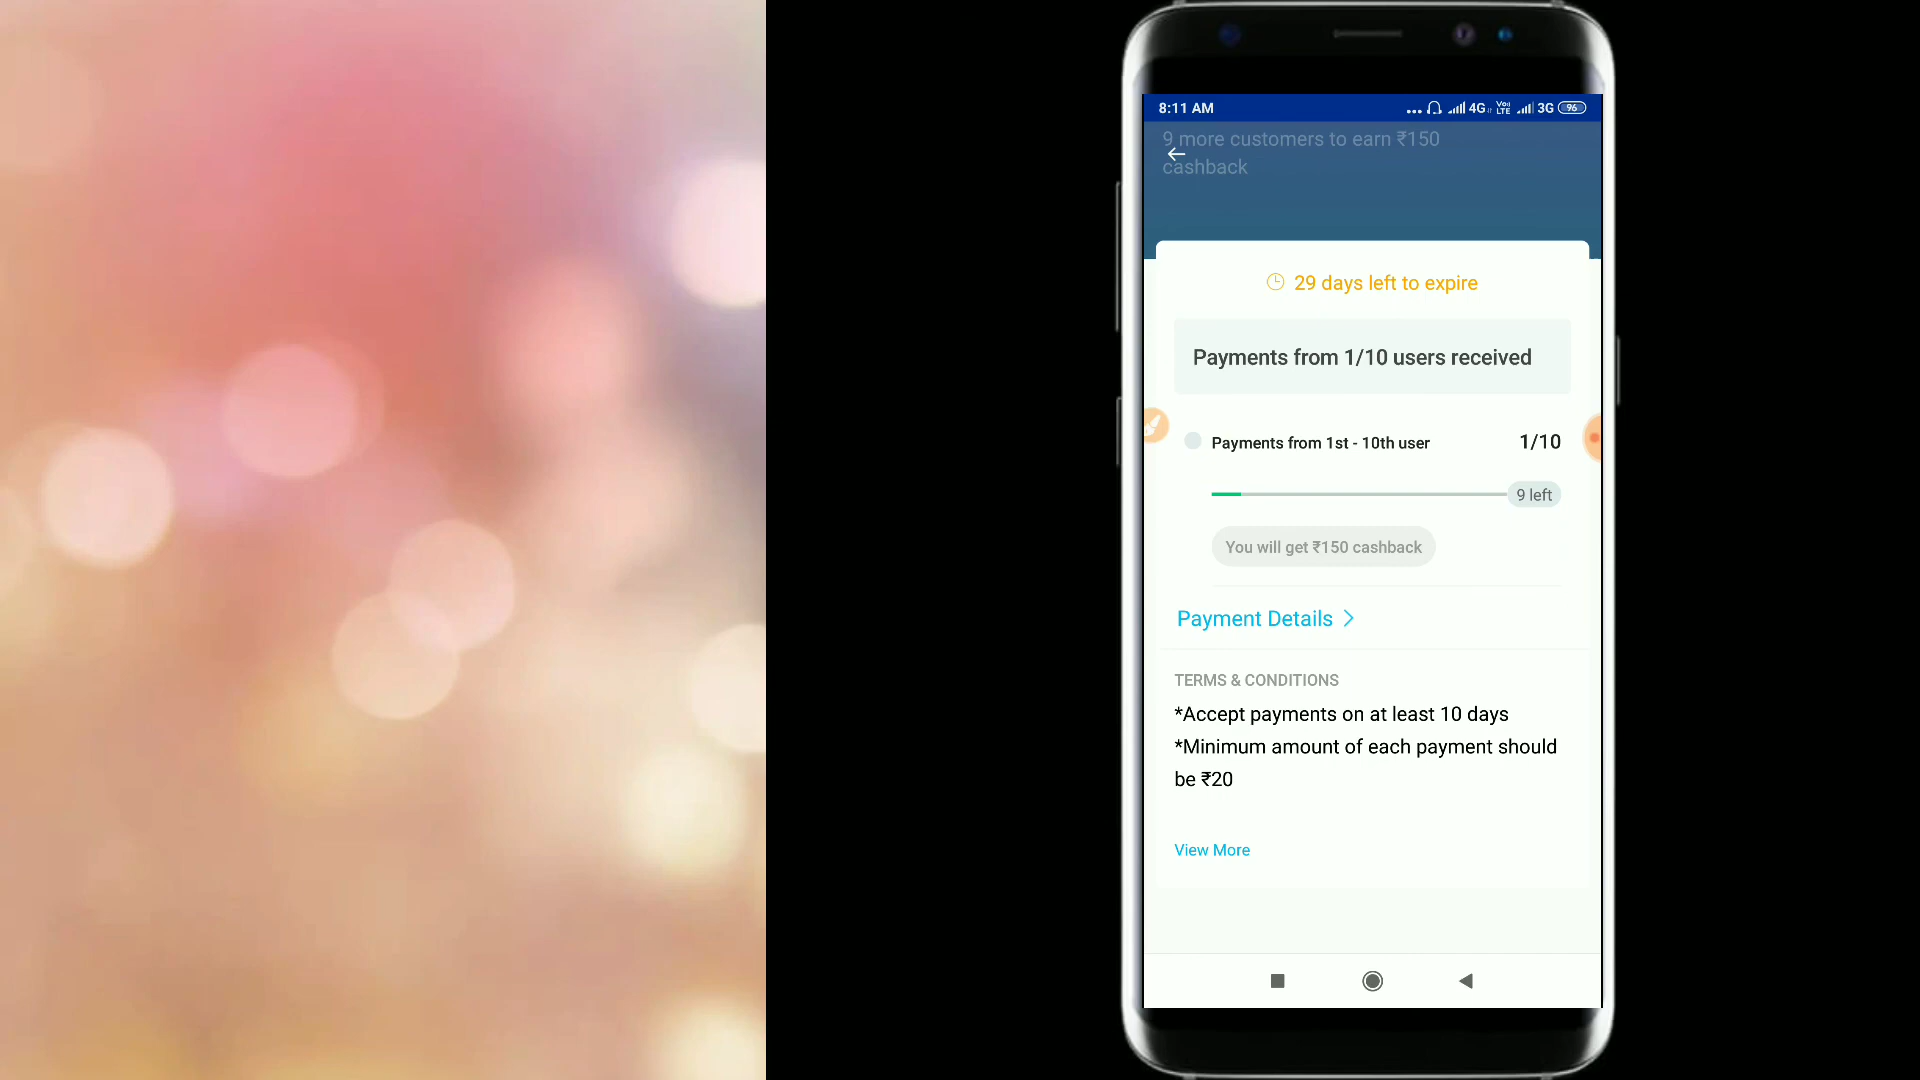 8:11 AM
4G
Vo)
LTE
3G
96
9 more customers to earn ₹150
cashback
29 days left to expire
Payments from 1/10 users received
Payments from 1st - 10th user
1/10
9 left
You will get ₹150 cashback
Payment Details
TERMS & CONDITIONS
*Accept payments on at least 10 days
*Minimum amount of each payment should
be ₹20
View More